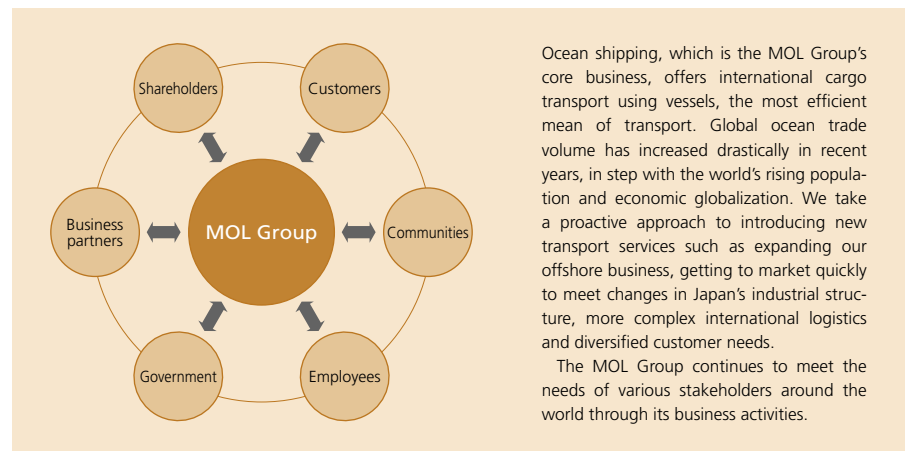 Shareholders
Customers
Business
partners
MOL Group
Communities
Government
Employees
Ocean shipping, which is the MOL Group's
core business, offers international cargo
transport using vessels, the most efficient
mean of transport. Global ocean trade
volume has increased drastically in recent
years, in step with the world's rising popula-
tion and economic globalization. We take
a proactive approach to introducing new
transport services such as expanding our
offshore business, getting to market quickly
to meet changes in Japan's industrial struc-
ture, more complex international logistics
and diversified customer needs.
The MOL Group continues to meet the
needs of various stakeholders around the
world through its business activities.